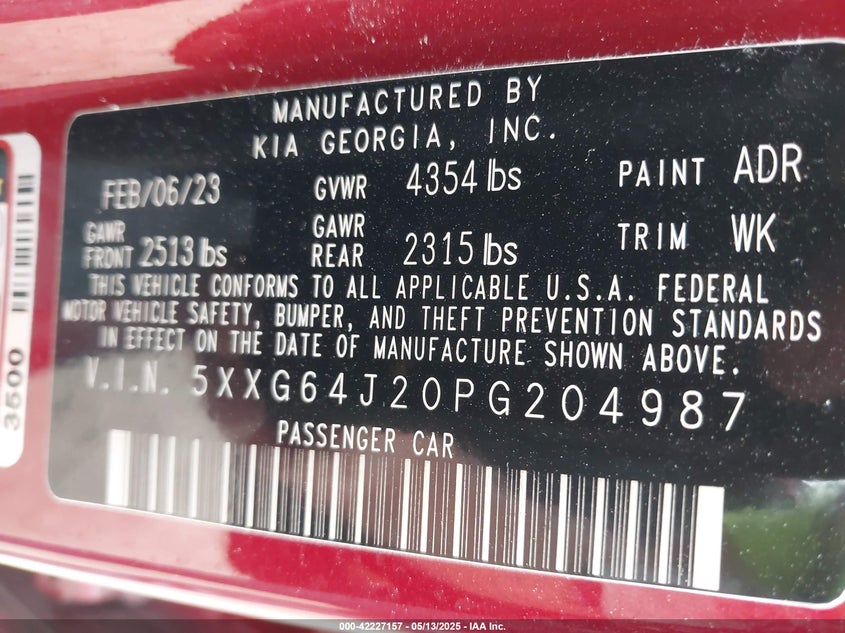 MANUFACTURED BY
KIA GEORGIA, INC.
FEB/06/23 GVWR 4354 lbs PAINT ADR
GAWR FRONT 2513 lbs GAWR REAR 2315 lbs TRIM WK
THIS VEHICLE CONFORMS TO ALL APPLICABLE U.S.A. FEDERAL
MOTOR VEHICLE SAFETY, BUMPER, AND THEFT PREVENTION STANDARDS
IN EFFECT ON THE DATE OF MANUFACTURE SHOWN ABOVE.
V.I.N. 5XXG64J20PG204987
PASSENGER CAR
3500
000-42227157 - 05/13/2025 - IAA Inc.